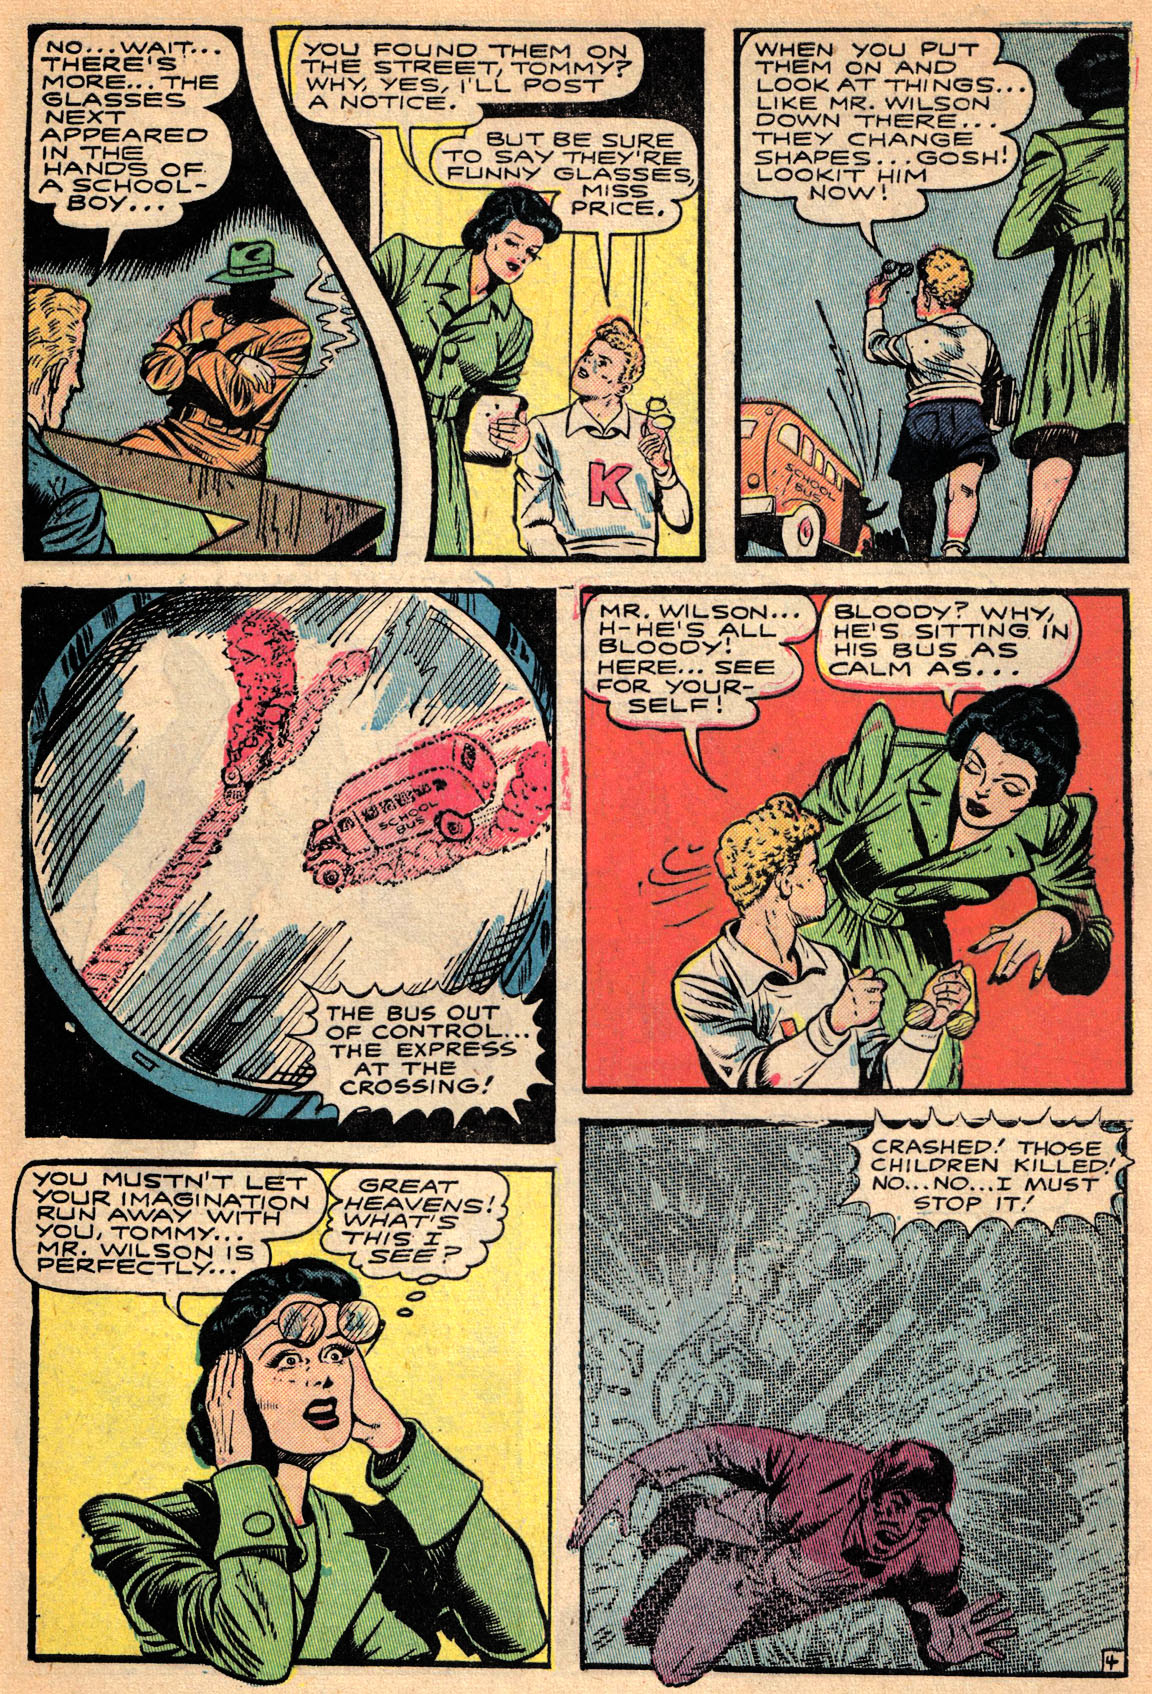 NO...WAIT...
THERE'S
MORE...THE
GLASSES
NEXT
APPEARED
IN THE
HANDS OF
A SCHOOL-
BOY...
YOU FOUND THEM ON
THE STREET, TOMMY?
WHY, YES, I'LL POST
A NOTICE.
BUT BE SURE
TO SAY THEY'RE
FUNNY GLASSES,
MISS
PRICE.
K
WHEN YOU PUT
THEM ON AND
LOOK AT THINGS...
LIKE MR. WILSON
DOWN THERE...
THEY CHANGE
SHAPES...GOSH!
LOOKIT HIM
NOW!
SCHOOL
BUS
SCHOOL
BUS
THE BUS OUT
OF CONTROL...
THE EXPRESS
AT THE
CROSSING!
MR. WILSON...
H-HE'S ALL
BLOODY!
HERE...SEE
FOR YOUR-
SELF!
BLOODY? WHY,
HE'S SITTING IN
HIS BUS AS
CALM AS...
YOU MUSTN'T LET
YOUR IMAGINATION
RUN AWAY WITH
YOU, TOMMY...
MR. WILSON IS
PERFECTLY...
GREAT
HEAVENS!
WHAT'S
THIS I
SEE?
CRASHED! THOSE
CHILDREN KILLED!
NO...NO...I MUST
STOP IT!
4